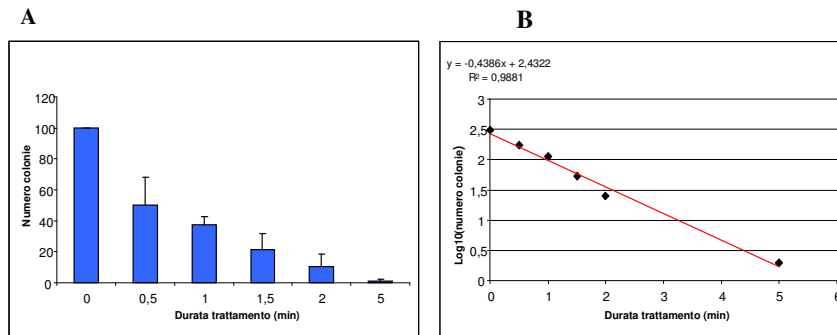 A
B
Numero colonie
120
100
80
60
40
20
0
0 0,5 1 1,5 2 5
Durata trattamento (min)
y = -0,4386x + 2,4322
R² = 0,9881
Log10(numero colonie)
3
2,5
2
1,5
1
0,5
0
0 1 2 3 4 5 6
Durata trattamento (min)